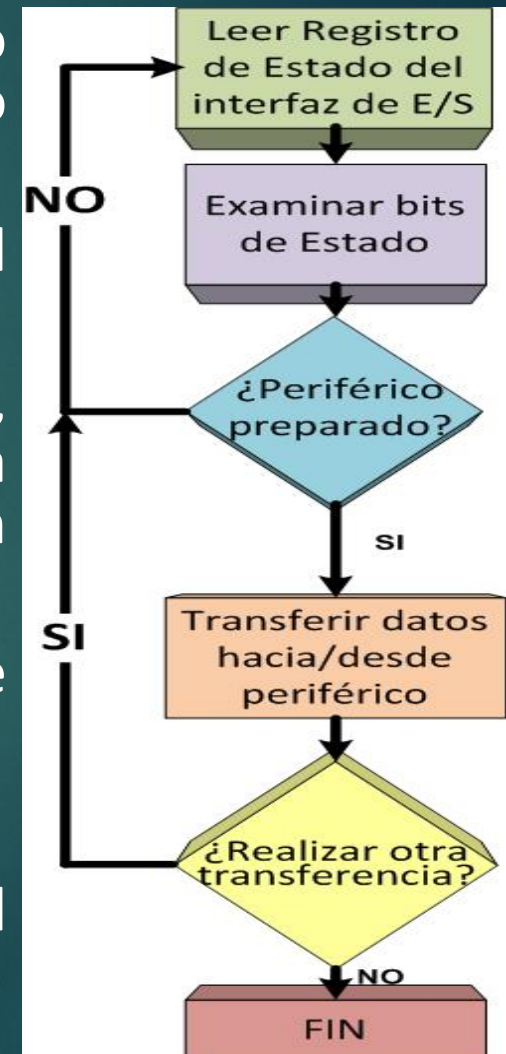 Leer Registro
de Estado del
interfaz de E/S
NO
Examinar bits
de Estado
¿Periférico
preparado?
SI
Transferir datos
hacia/desde
periférico
SI
¿Realizar otra
transferencia?
NO
FIN